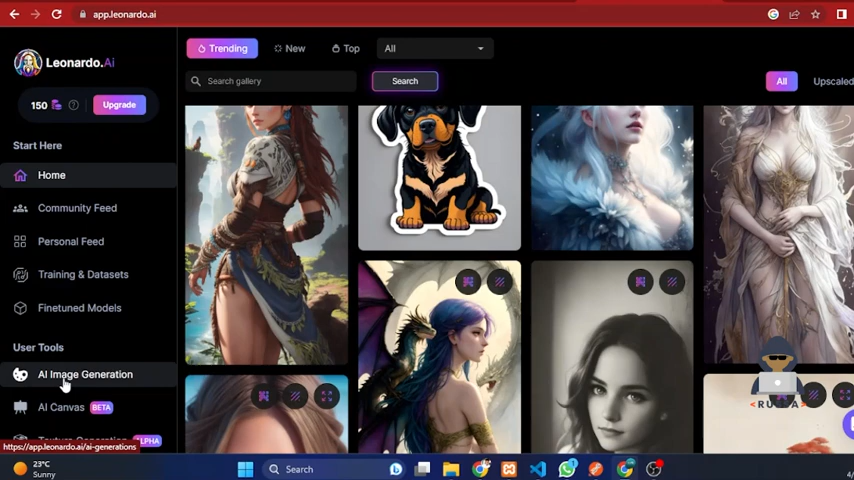 app.leonardo.ai
Leonardo.Ai
150
Upgrade
Start Here
Home
Community Feed
Personal Feed
Training & Datasets
Finetuned Models
User Tools
AI Image Generation
AI Canvas BETA
ALPHA
https://app.leonardo.ai/ai-generations
Trending
New
Top
All
Search gallery
Search
All
Upscaled
23°C
Sunny
Search
4/